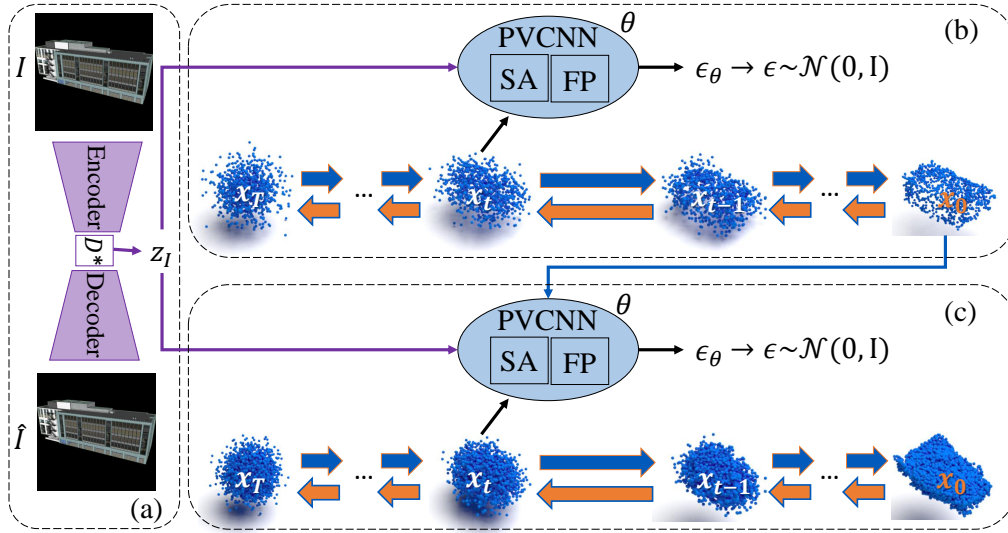 I
Encoder
D*
z_I
Decoder
Î
(a)
(b)
θ
PVCNN
SA FP
ϵ_θ → ϵ~𝒩(0, I)
x_T ... x_t x_{t−1} ... x_0
(c)
θ
PVCNN
SA FP
ϵ_θ → ϵ~𝒩(0, I)
x_T ... x_t x_{t−1} ... x_0